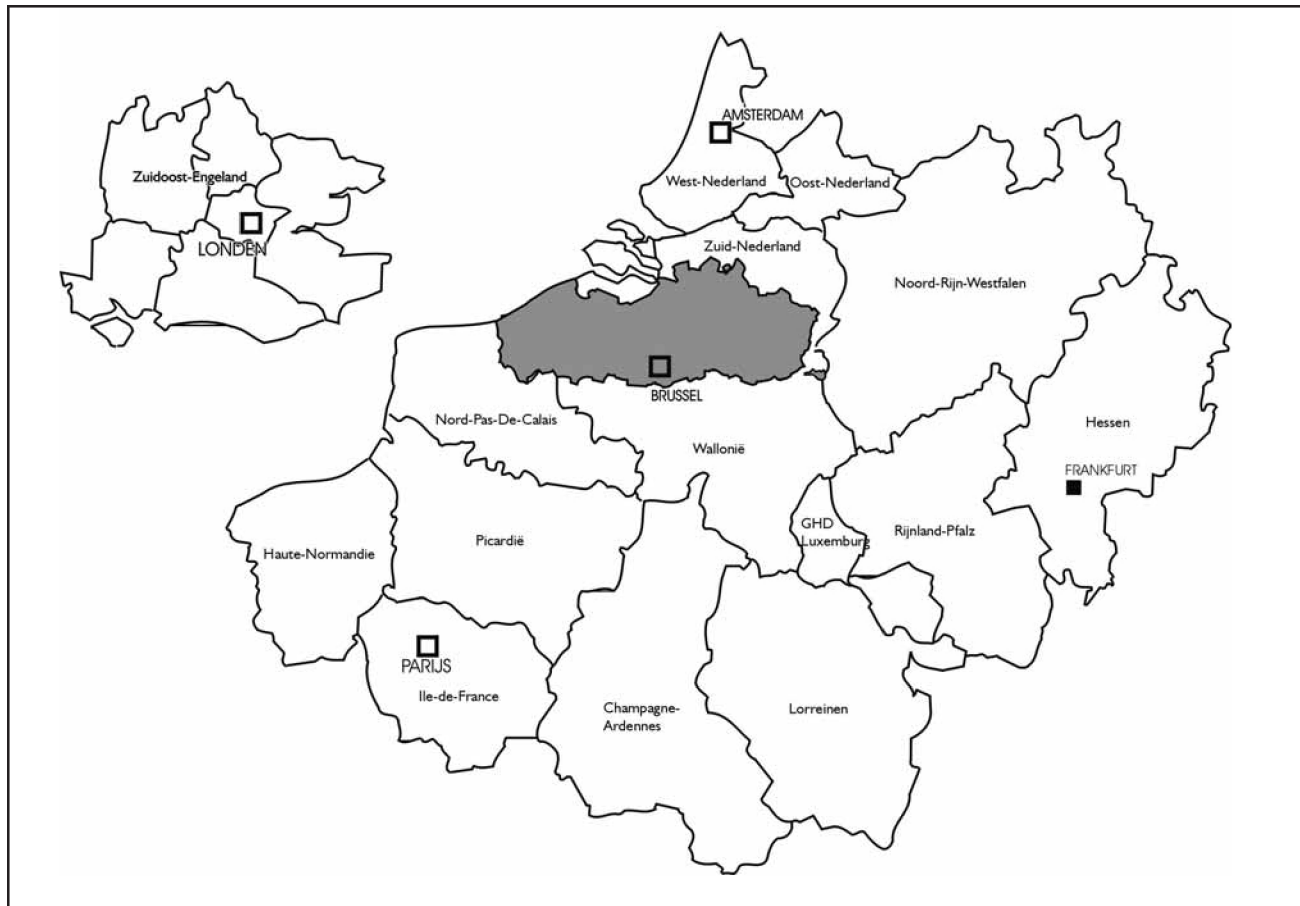 AMSTERDAM
Zuidoost-Engeland
West-Nederland
Oost-Nederland
LONDEN
Zuid-Nederland
Noord-Rijn-Westfalen
BRUSSEL
Nord-Pas-De-Calais
Wallonië
Hessen
FRANKFURT
Haute-Normandie
Picardië
GHD
Luxemburg
Rijnland-Pfalz
PARIJS
Ile-de-France
Champagne-
Ardennes
Lorreinen